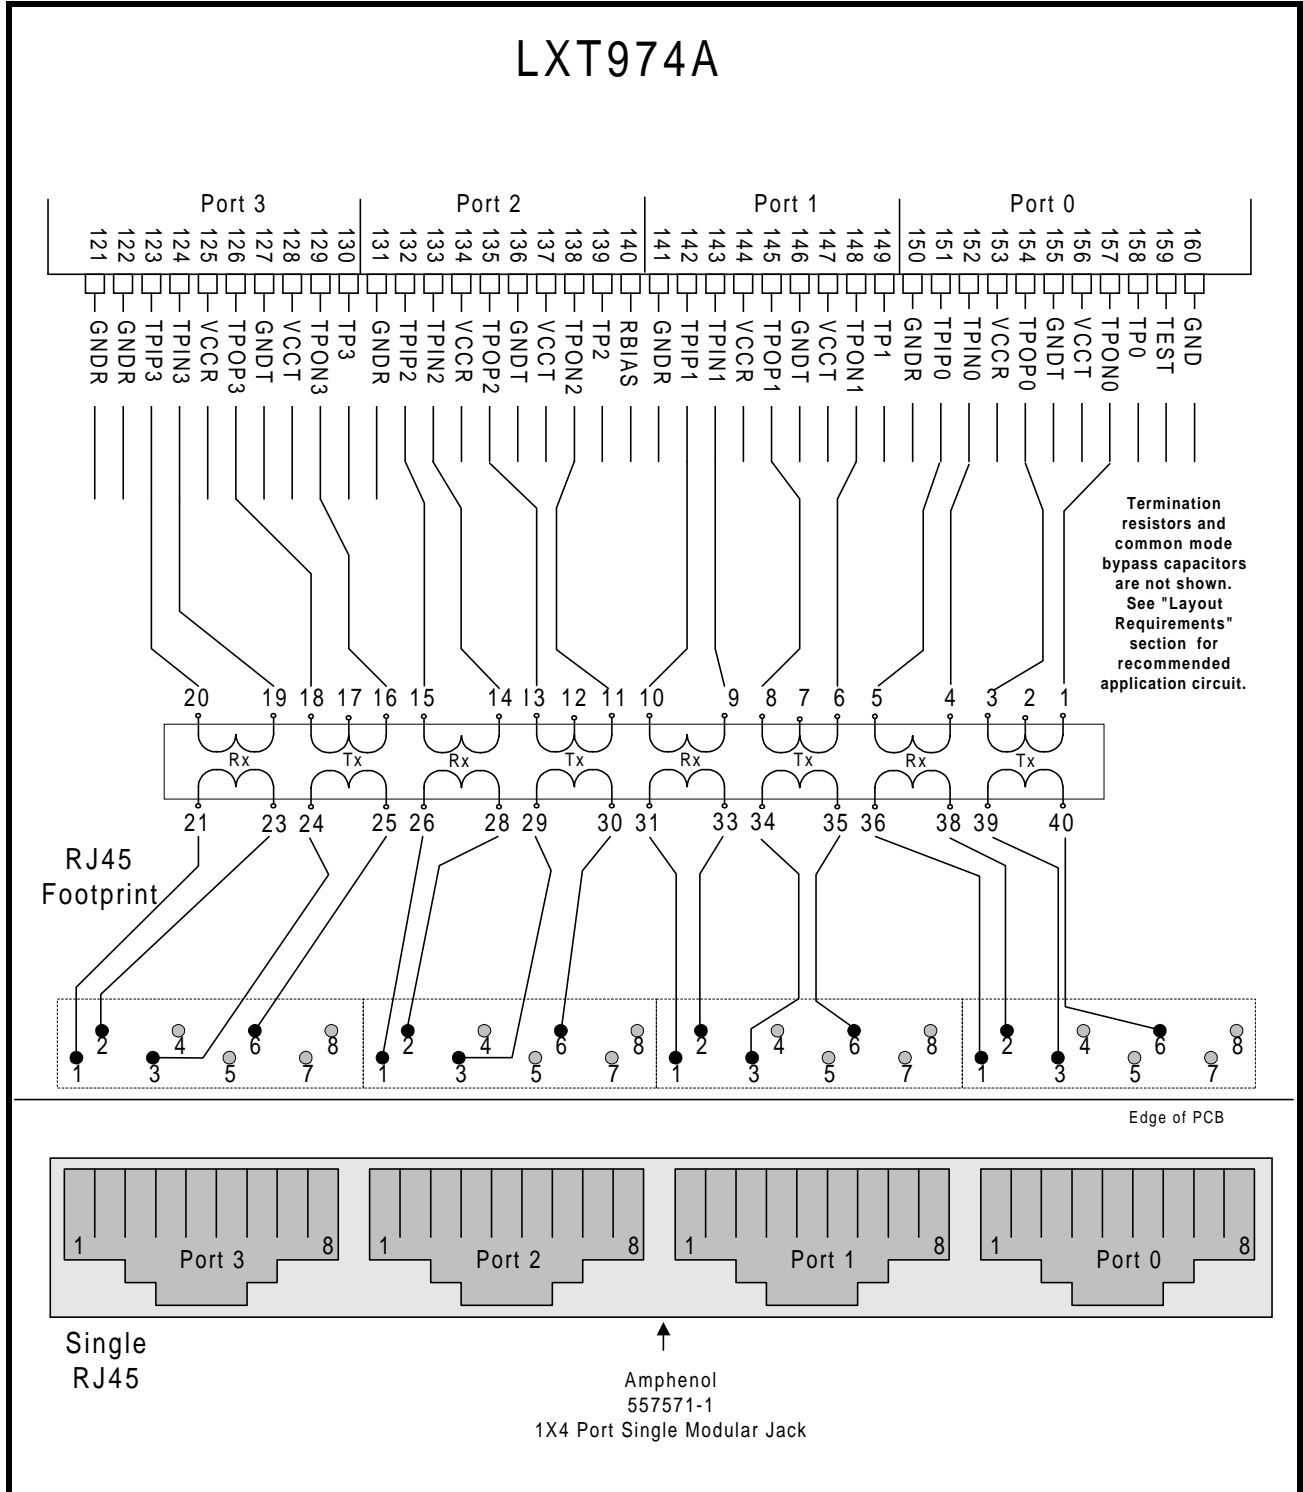 LXT974A
Port 3 Port 2 Port 1 Port 0
121 122 123 124 125 126 127 128 129 130 131 132 133 134 135 136 137 138 139 140 141 142 143 144 145 146 147 148 149 150 151 152 153 154 155 156 157 158 159 160
GNDR GNDR TPIP3 TPIN3 VCCR TPOP3 GNDT VCCT TPON3 TP3 GNDR TPIP2 TPIN2 VCCR TPOP2 GNDT VCCT TPON2 TP2 RBIAS GNDR TPIP1 TPIN1 VCCR TPOP1 GNDT VCCT TPON1 TP1 GNDR TPIP0 TPIN0 VCCR TPOP0 GNDT VCCT TPON0 TP0 TEST GND
Termination
resistors and
common mode
bypass capacitors
are not shown.
See "Layout
Requirements"
section for
recommended
application circuit.
20 19 18 17 16 15 14 13 12 11 10 9 8 7 6 5 4 3 2 1
Rx Tx Rx Tx Rx Tx Rx Tx
21 23 24 25 26 28 29 30 31 33 34 35 36 38 39 40
RJ45
Footprint
2 4 6 8 2 4 6 8 2 4 6 8 2 4 6 8
1 3 5 7 1 3 5 7 1 3 5 7 1 3 5 7
Edge of PCB
1 8 1 8 1 8 1 8
Port 3 Port 2 Port 1 Port 0
Single
RJ45
Amphenol
557571-1
1X4 Port Single Modular Jack